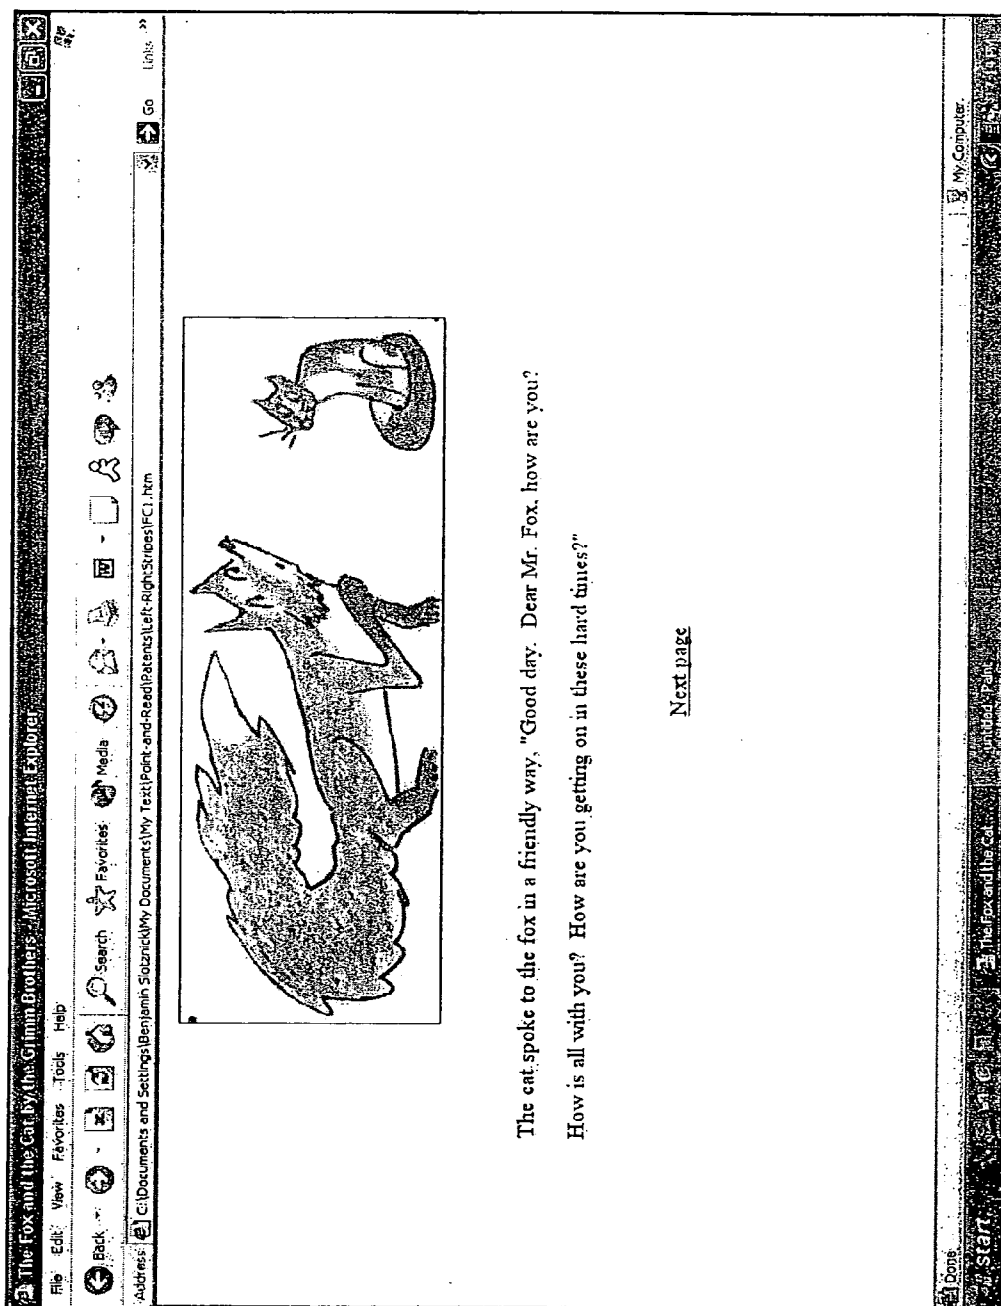 The Fox and the Cat by the Grimm Brothers - Microsoft Internet Explorer
File Edit View Favorites Tools Help
Back Search Favorites Media
Address C:\Documents and Settings\Benjamin Slotznick\My Documents\My Text\Point-and-Read\Patents\Left-RightStripes\FC1.htm Go Links »
The cat spoke to the fox in a friendly way, "Good day. Dear Mr. Fox, how are you?
How is all with you? How are you getting on in these hard times?"
Next page
Done My Computer
start The Fox and the Cat b... untitled - Paint